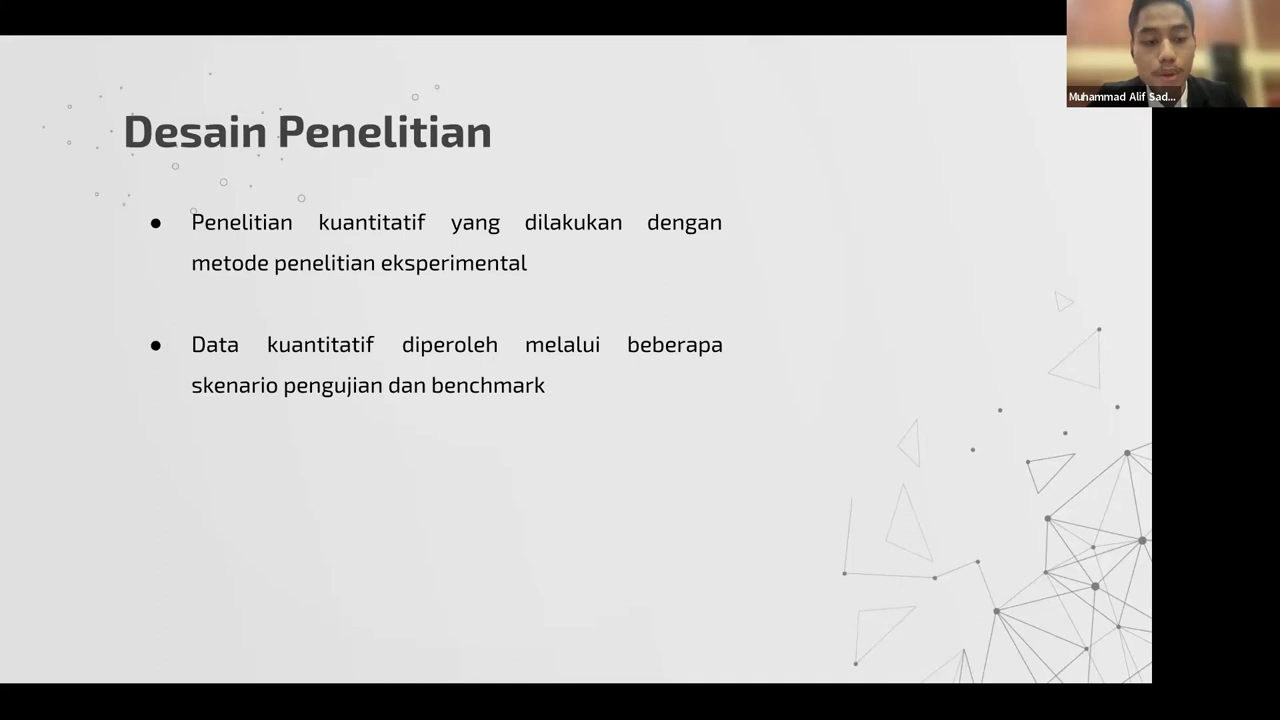 Desain Penelitian
● Penelitian kuantitatif yang dilakukan dengan
metode penelitian eksperimental
● Data kuantitatif diperoleh melalui beberapa
skenario pengujian dan benchmark
Muhammad Alif Sad...